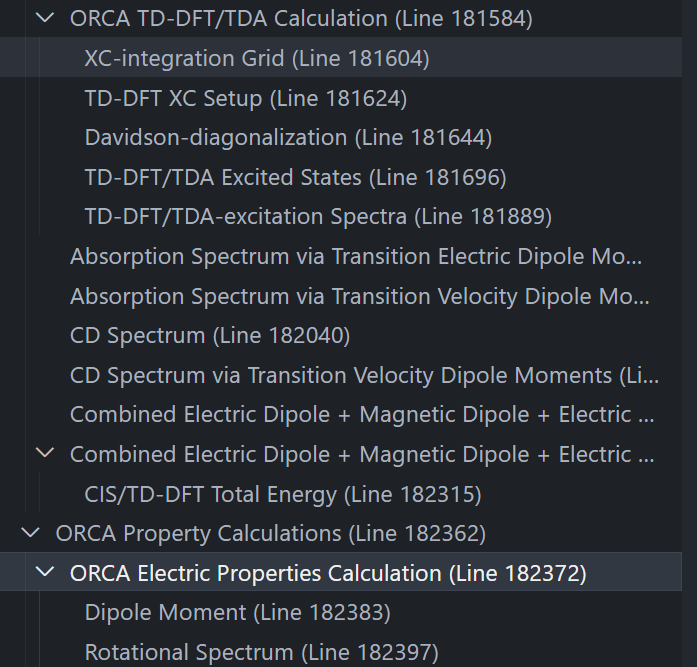 ORCA TD-DFT/TDA Calculation (Line 181584)
XC-integration Grid (Line 181604)
TD-DFT XC Setup (Line 181624)
Davidson-diagonalization (Line 181644)
TD-DFT/TDA Excited States (Line 181696)
TD-DFT/TDA-excitation Spectra (Line 181889)
Absorption Spectrum via Transition Electric Dipole Mo...
Absorption Spectrum via Transition Velocity Dipole Mo...
CD Spectrum (Line 182040)
CD Spectrum via Transition Velocity Dipole Moments (Li...
Combined Electric Dipole + Magnetic Dipole + Electric ...
Combined Electric Dipole + Magnetic Dipole + Electric ...
CIS/TD-DFT Total Energy (Line 182315)
ORCA Property Calculations (Line 182362)
ORCA Electric Properties Calculation (Line 182372)
Dipole Moment (Line 182383)
Rotational Spectrum (Line 182397)